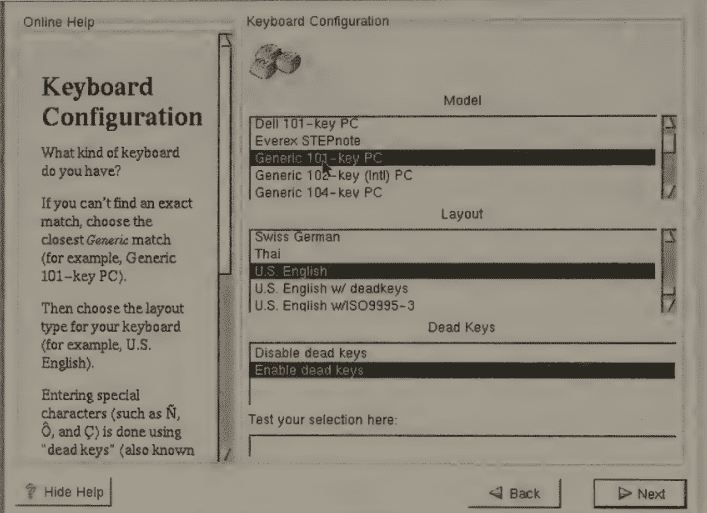 Online Help
Keyboard
Configuration
What kind of keyboard
do you have?
If you can't find an exact
match, choose the
closest Generic match
(for example, Generic
101-key PC).
Then choose the layout
type for your keyboard
(for example, U.S.
English).
Entering special
characters (such as Ñ,
Ô, and Ç) is done using
"dead keys" (also known
Hide Help
Keyboard Configuration
Model
Dell 101-key PC
Everex STEPnote
Generic 101-key PC
Generic 102-key (Intl) PC
Generic 104-key PC
Layout
Swiss German
Thai
U.S. English
U.S. English w/ deadkeys
U.S. English w/ISO9995-3
Dead Keys
Disable dead keys
Enable dead keys
Test your selection here:
Back
Next